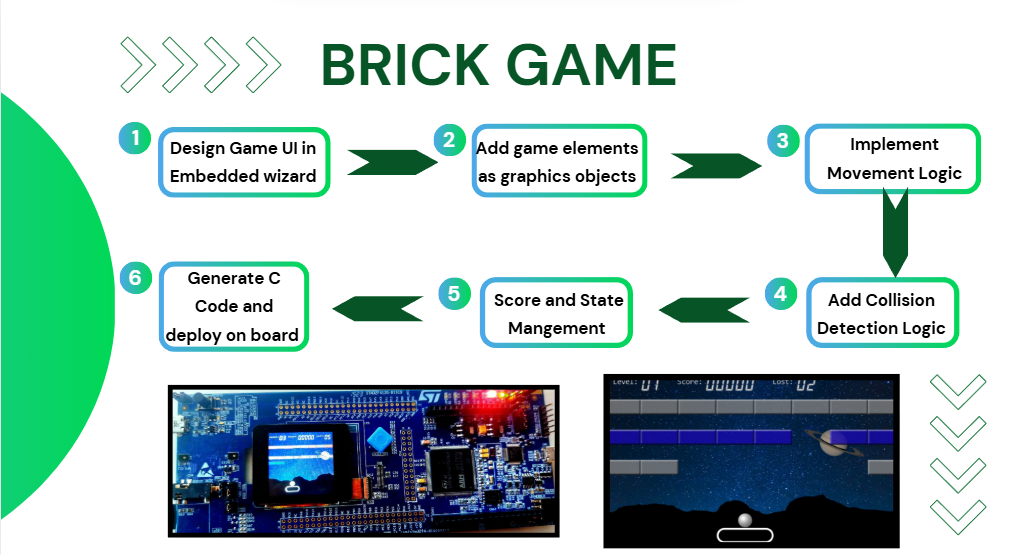 BRICK GAME
1
Design Game UI in
Embedded wizard
2
Add game elements
as graphics objects
3
Implement
Movement Logic
4
Add Collision
Detection Logic
5
Score and State
Mangement
6
Generate C
Code and
deploy on board
ST
Level: 01 Score: 00000 Lost: 02